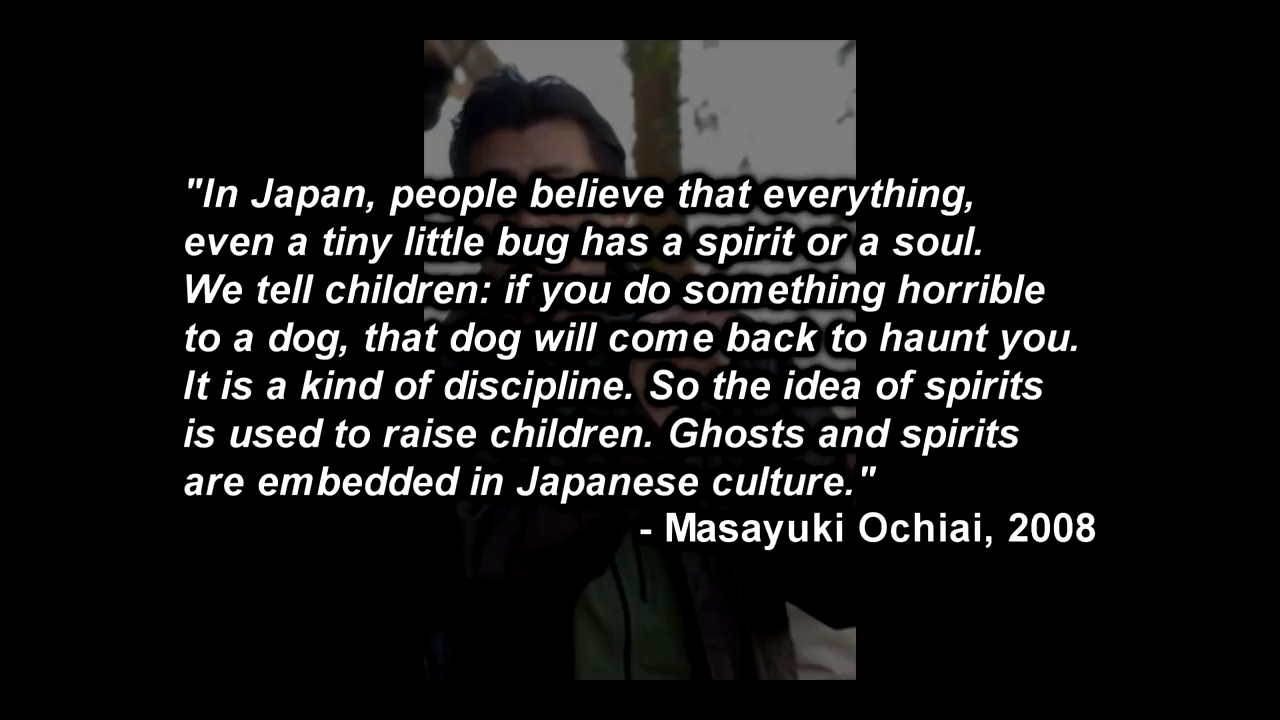 "In Japan, people believe that everything,
even a tiny little bug has a spirit or a soul.
We tell children: if you do something horrible
to a dog, that dog will come back to haunt you.
It is a kind of discipline. So the idea of spirits
is used to raise children. Ghosts and spirits
are embedded in Japanese culture."
- Masayuki Ochiai, 2008